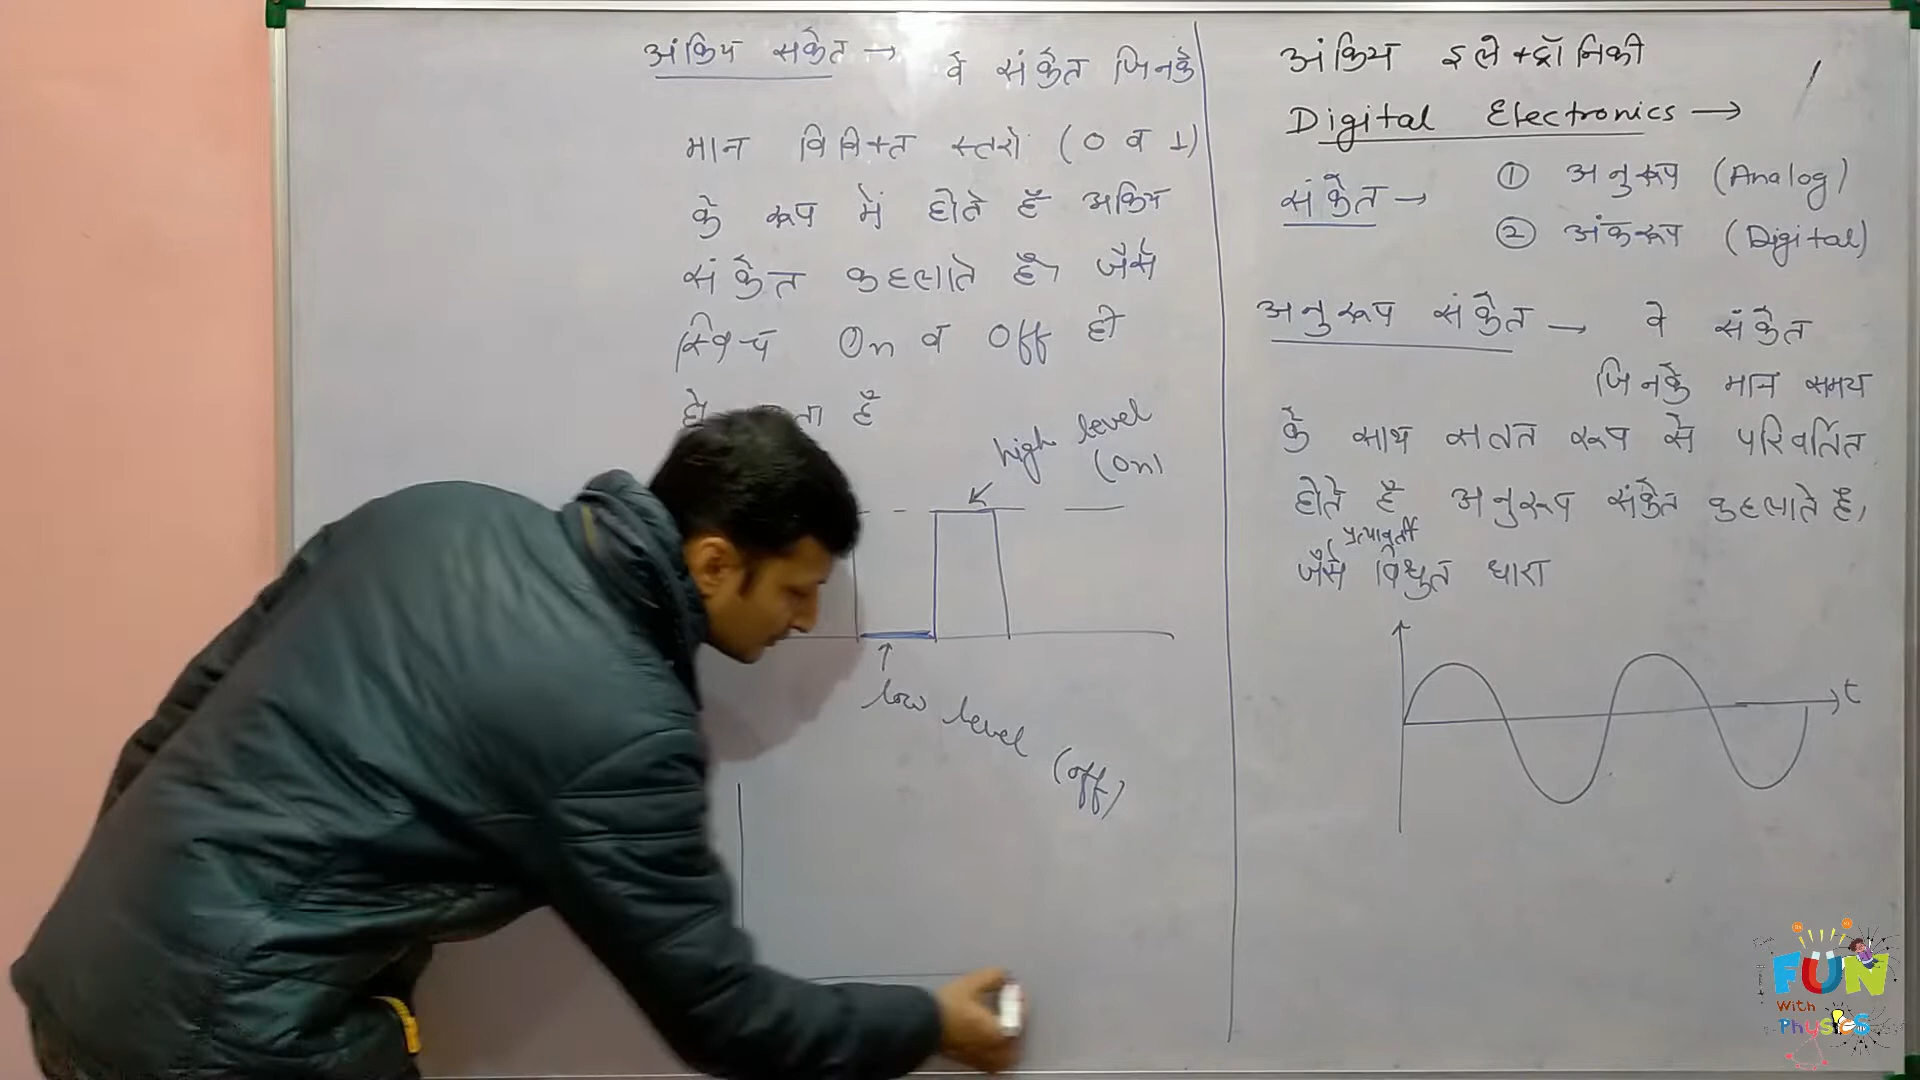 अंकिय संकेत → वे संकेत जिनके
मान विविक्त स्तरो (0 व 1)
के रूप में होते हैं अंकिय
संकेत कहलाते है। जैसे
स्विच On व Off ही
हो है
high level
(On)
↑
low level (off)
अंकिय इलेक्ट्रॉनिकी
Digital Electronics →
संकेत → ① अनुरूप (Analog)
② अंकरूप (Digital)
अनुरूप संकेत → वे संकेत
जिनके मान समय
के साथ सतत रूप से परिवर्तित
होते है अनुरूप संकेत कहलाते है,
प्रत्यावर्ती
जैसे विधुत धारा
t
FUN
With
Physics